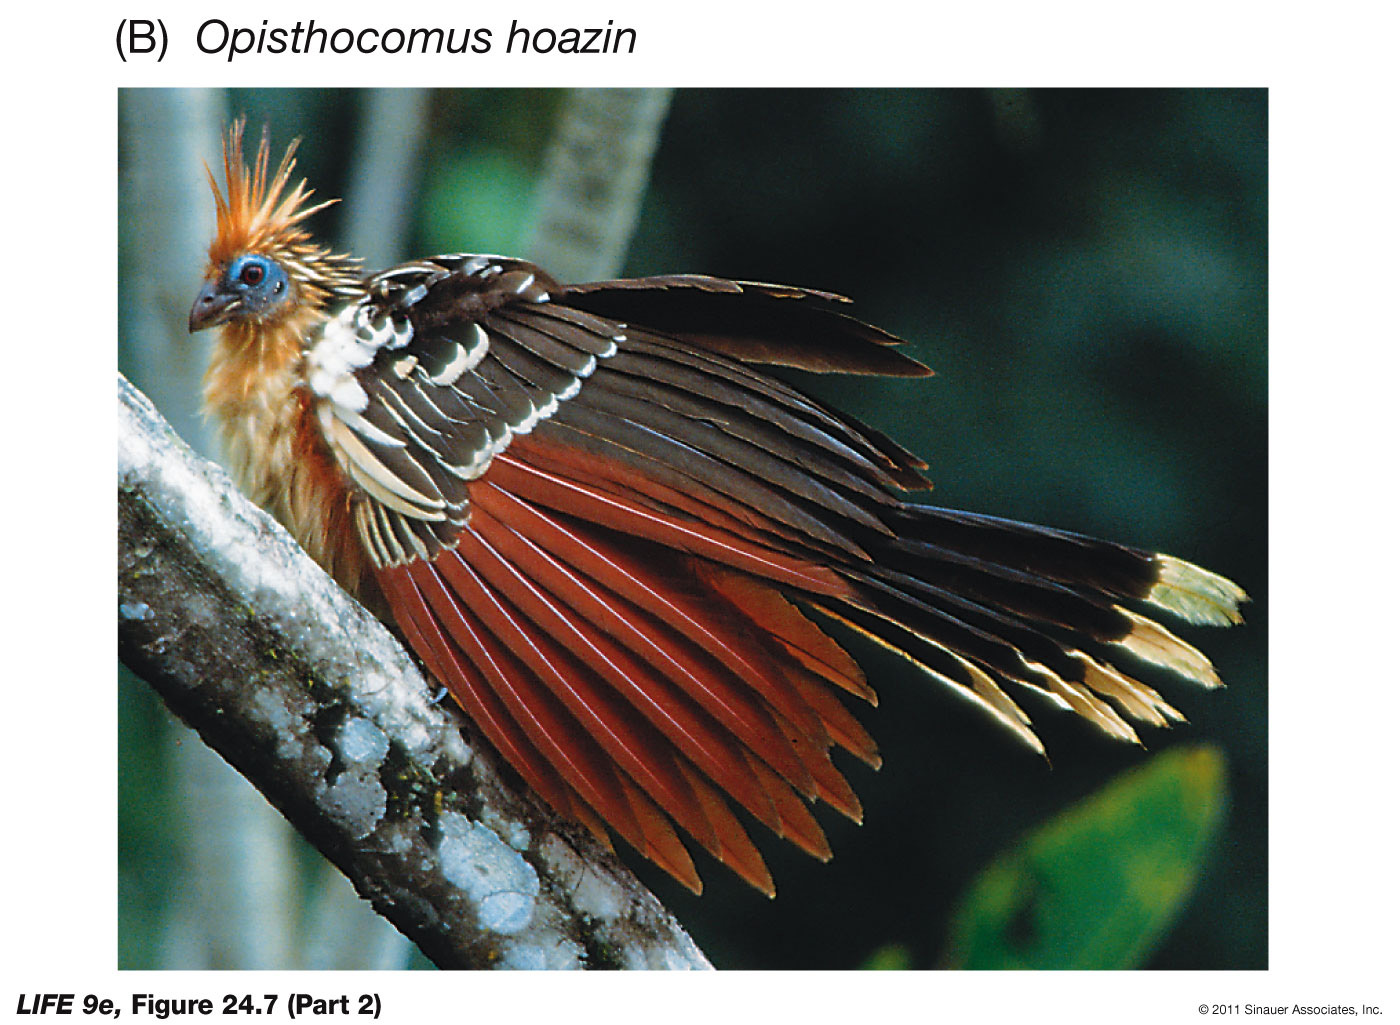 (B) Opisthocomus hoazin
LIFE 9e, Figure 24.7 (Part 2)
© 2011 Sinauer Associates, Inc.